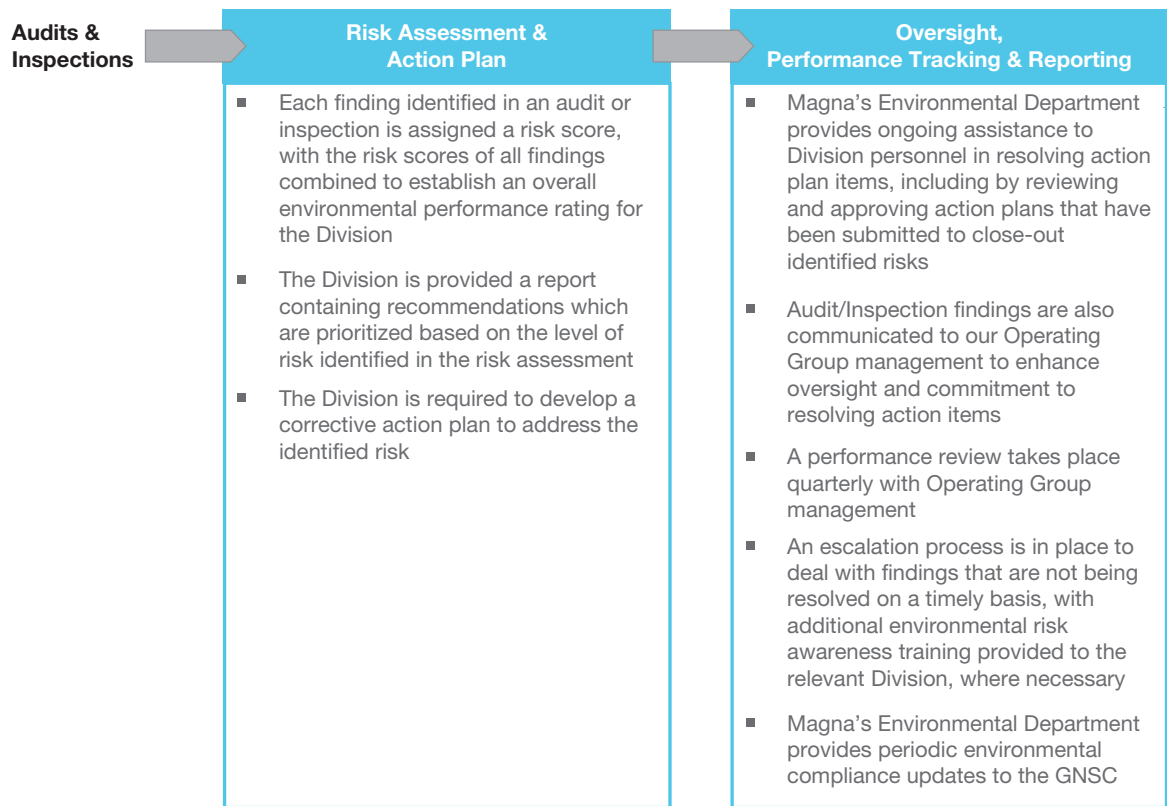 Audits &
Inspections
Risk Assessment &
Action Plan
■ Each finding identified in an audit or
inspection is assigned a risk score,
with the risk scores of all findings
combined to establish an overall
environmental performance rating for
the Division
■ The Division is provided a report
containing recommendations which
are prioritized based on the level of
risk identified in the risk assessment
■ The Division is required to develop a
corrective action plan to address the
identified risk
Oversight,
Performance Tracking & Reporting
■ Magna’s Environmental Department
provides ongoing assistance to
Division personnel in resolving action
plan items, including by reviewing
and approving action plans that have
been submitted to close-out
identified risks
■ Audit/Inspection findings are also
communicated to our Operating
Group management to enhance
oversight and commitment to
resolving action items
■ A performance review takes place
quarterly with Operating Group
management
■ An escalation process is in place to
deal with findings that are not being
resolved on a timely basis, with
additional environmental risk
awareness training provided to the
relevant Division, where necessary
■ Magna’s Environmental Department
provides periodic environmental
compliance updates to the GNSC